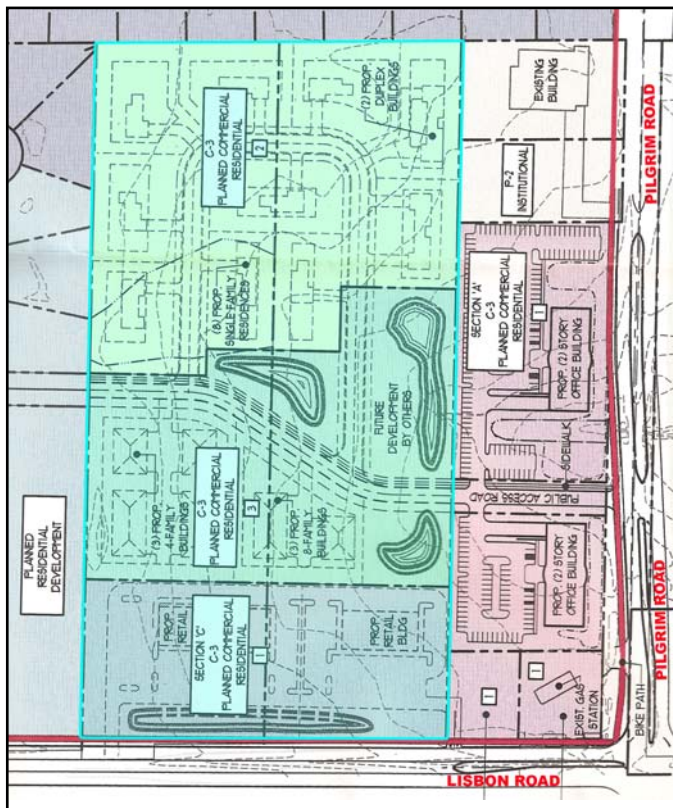 C-3
PLANNED COMMERCIAL
RESIDENTIAL
2
(2) PROP.
DUPLEX
BUILDINGS
EXISTING
BUILDING
P-2
INSTITUTIONAL
PILGRIM ROAD
(8) PROP.
SINGLE-FAMILY
RESIDENCES
SECTION 'A'
C-3
PLANNED COMMERCIAL
RESIDENTIAL
1
PROP. (2) STORY
OFFICE BUILDING
FUTURE
DEVELOPMENT
BY OTHERS
SIDEWALK
PUBLIC ACCESS ROAD
PLANNED
RESIDENTIAL
DEVELOPMENT
(3) PROP.
4-FAMILY
BUILDINGS
C-3
PLANNED COMMERCIAL
RESIDENTIAL
3
(3) PROP.
8-FAMILY
BUILDINGS
PROP. (2) STORY
OFFICE BUILDING
PROP.
RETAIL
SECTION 'C'
C-3
PLANNED COMMERCIAL
RESIDENTIAL
1
PROP.
RETAIL
BLDG
1
1
EXIST. GAS
STATION
BIKE PATH
PILGRIM ROAD
LISBON ROAD